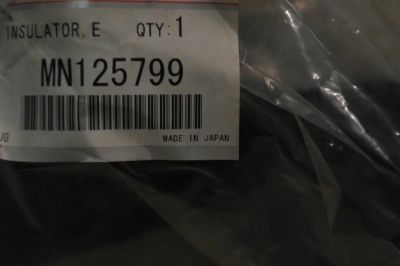 INSULATOR, E QTY:1
MN125799
MADE IN JAPAN